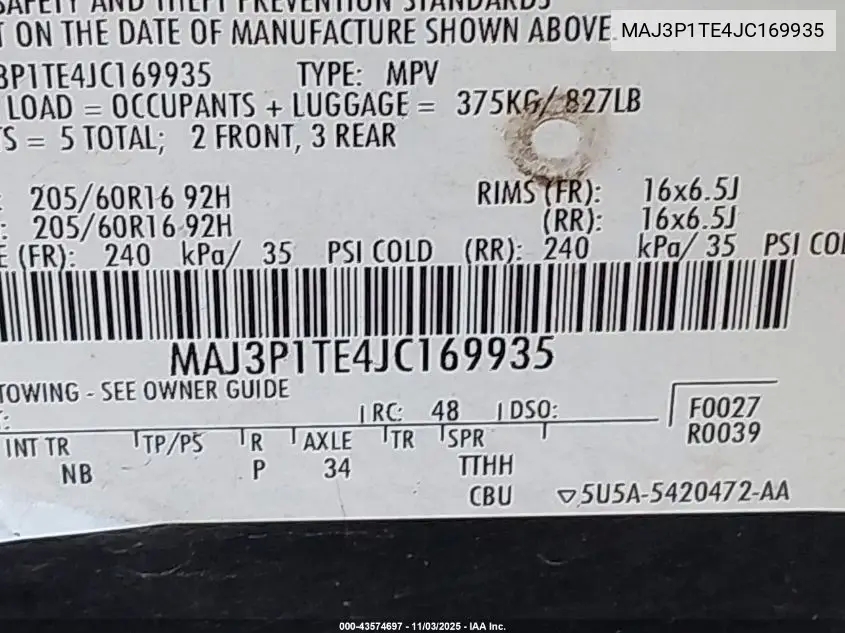 SAFETY AND THEFT PREVENTION STANDARDS
T ON THE DATE OF MANUFACTURE SHOWN ABOVE.
MAJ3P1TE4JC169935
3P1TE4JC169935 TYPE: MPV
LOAD = OCCUPANTS + LUGGAGE = 375KG/ 827LB
TS = 5 TOTAL; 2 FRONT, 3 REAR
: 205/60R16 92H RIMS (FR): 16x6.5J
: 205/60R16 92H (RR): 16x6.5J
E (FR): 240 kPa/ 35 PSI COLD (RR): 240 kPa/ 35 PSI COL
MAJ3P1TE4JC169935
TOWING - SEE OWNER GUIDE
: RC: 48 DSO: F0027
R0039
INT TR TP/PS R AXLE TR SPR
NB P 34 TTHH
CBU ▽5U5A-5420472-AA
000-43574697 - 11/03/2025 - IAA Inc.